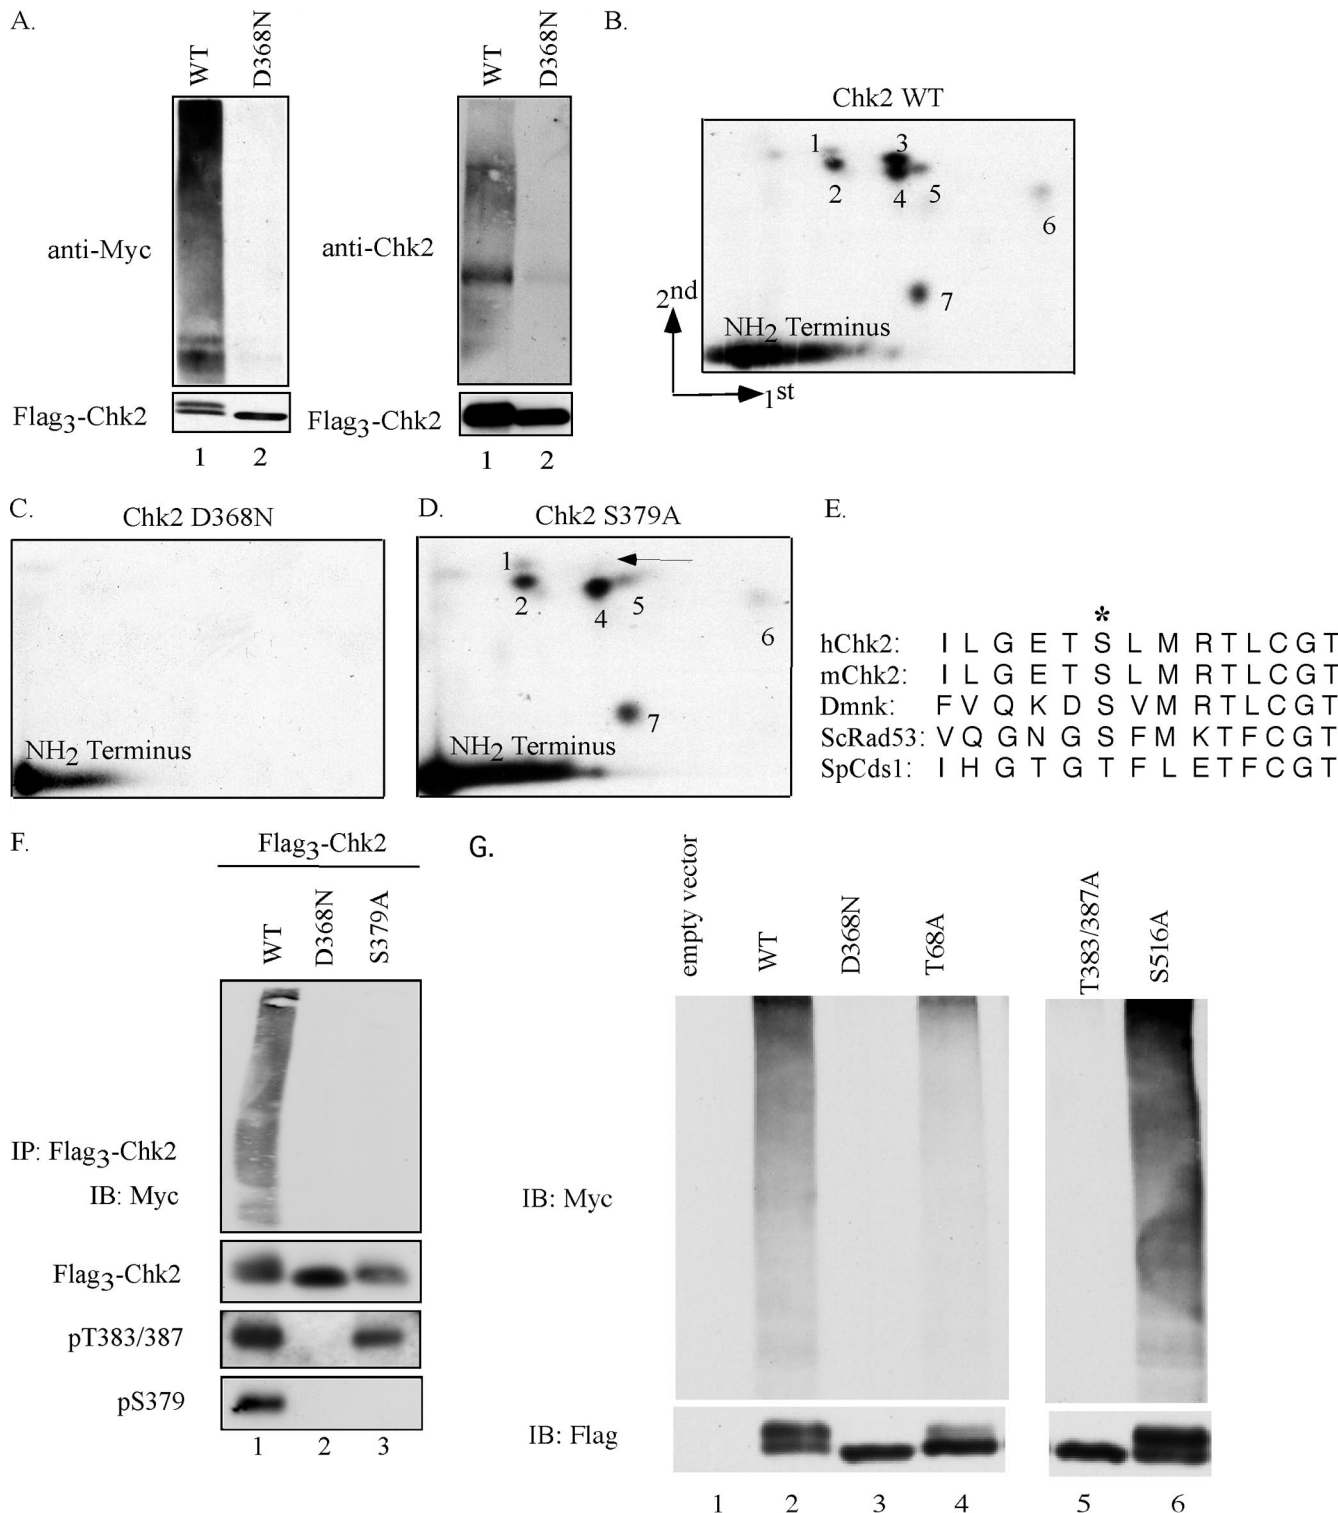 A.
WT
D368N
anti-Myc
Flag3-Chk2
1 2
WT
D368N
anti-Chk2
Flag3-Chk2
1 2
B.
Chk2 WT
1
3
2
4
5
6
7
NH2 Terminus
2nd
1st
C.
Chk2 D368N
NH2 Terminus
D.
Chk2 S379A
1
2
4
5
6
7
NH2 Terminus
E.
*
hChk2: I L G E T S L M R T L C G T
mChk2: I L G E T S L M R T L C G T
Dmnk: F V Q K D S V M R T L C G T
ScRad53: V Q G N G S F M K T F C G T
SpCds1: I H G T G T F L E T F C G T
F.
Flag3-Chk2
WT
D368N
S379A
IP: Flag3-Chk2
IB: Myc
Flag3-Chk2
pT383/387
pS379
1 2 3
G.
empty vector
WT
D368N
T68A
T383/387A
S516A
IB: Myc
IB: Flag
1 2 3 4 5 6